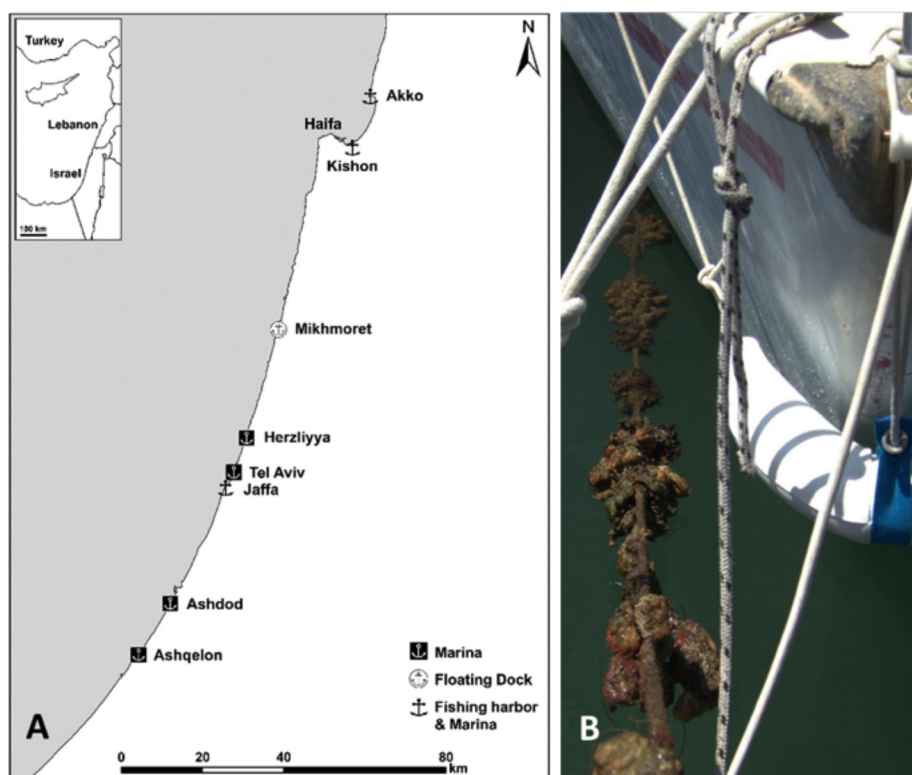 Turkey
Lebanon
Israel
100 km
N
Akko
Haifa
Kishon
Mikhmoret
Herzliyya
Tel Aviv
Jaffa
Ashdod
Ashqelon
Marina
Floating Dock
Fishing harbor
& Marina
A
0 20 40 80
km
B